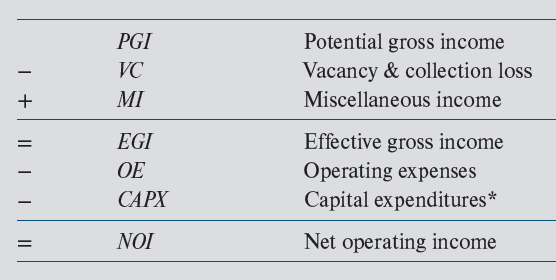 PGI Potential gross income
− VC Vacancy & collection loss
+ MI Miscellaneous income
= EGI Effective gross income
− OE Operating expenses
− CAPX Capital expenditures*
= NOI Net operating income